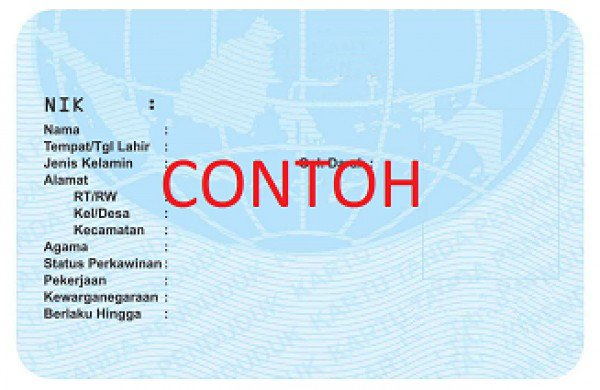 NIK :
Nama :
Tempat/Tgl Lahir :
Jenis Kelamin :
CONTOH
Alamat
RT/RW :
Kel/Desa :
Kecamatan :
Agama :
Status Perkawinan :
Pekerjaan :
Kewarganegaraan :
Berlaku Hingga :